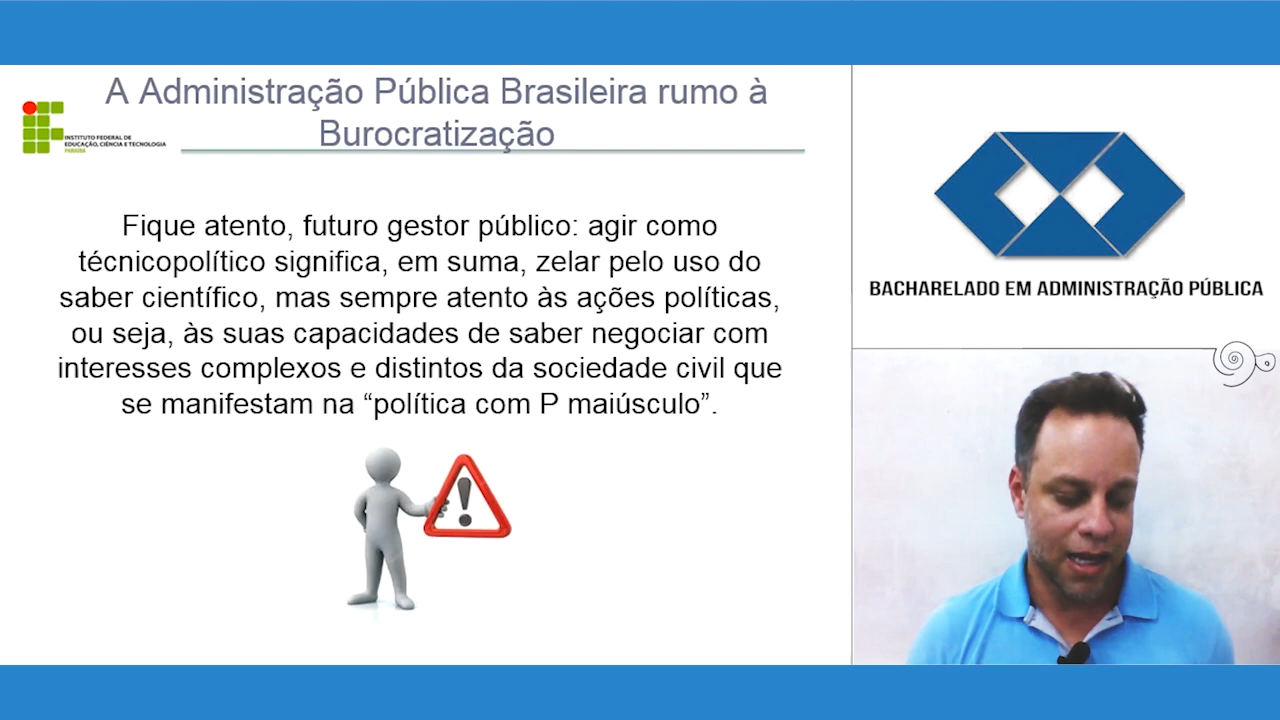 A Administração Pública Brasileira rumo à
Burocratização
INSTITUTO FEDERAL DE
EDUCAÇÃO, CIÊNCIA E TECNOLOGIA
PARAÍBA
Fique atento, futuro gestor público: agir como
técnicopolítico significa, em suma, zelar pelo uso do
saber científico, mas sempre atento às ações políticas,
ou seja, às suas capacidades de saber negociar com
interesses complexos e distintos da sociedade civil que
se manifestam na “política com P maiúsculo”.
BACHARELADO EM ADMINISTRAÇÃO PÚBLICA